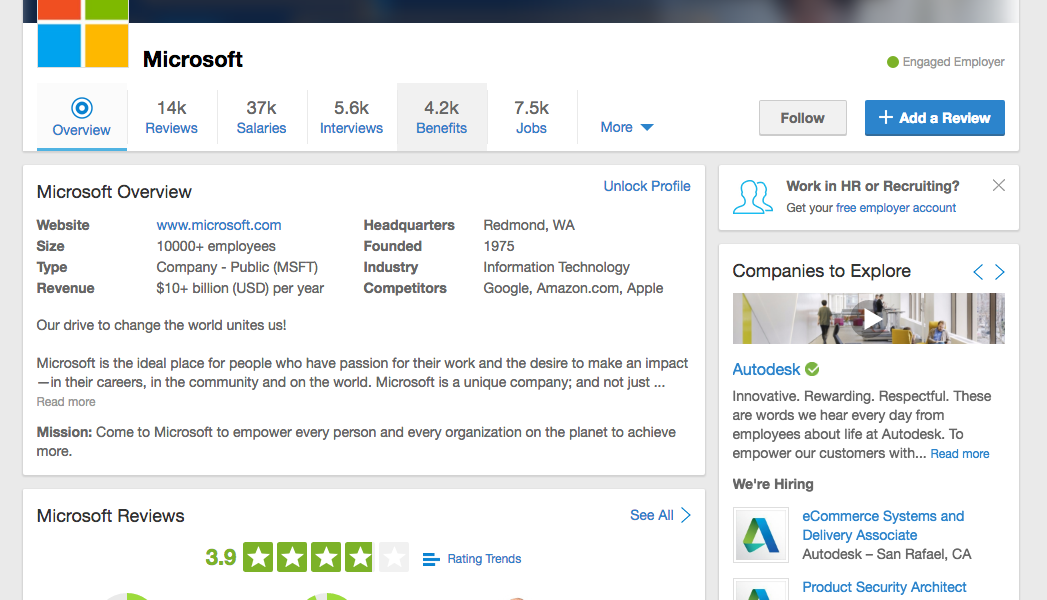 Microsoft
Engaged Employer
Overview
14k
Reviews
37k
Salaries
5.6k
Interviews
4.2k
Benefits
7.5k
Jobs
More
Follow
+ Add a Review
Microsoft Overview
Unlock Profile
Website www.microsoft.com Headquarters Redmond, WA
Size 10000+ employees Founded 1975
Type Company - Public (MSFT) Industry Information Technology
Revenue $10+ billion (USD) per year Competitors Google, Amazon.com, Apple
Our drive to change the world unites us!
Microsoft is the ideal place for people who have passion for their work and the desire to make an impact
—in their careers, in the community and on the world. Microsoft is a unique company; and not just ...
Read more
Mission: Come to Microsoft to empower every person and every organization on the planet to achieve
more.
Microsoft Reviews
See All
3.9
Rating Trends
Work in HR or Recruiting?
Get your free employer account
Companies to Explore
Autodesk
Innovative. Rewarding. Respectful. These
are words we hear every day from
employees about life at Autodesk. To
empower our customers with... Read more
We're Hiring
eCommerce Systems and
Delivery Associate
Autodesk – San Rafael, CA
Product Security Architect